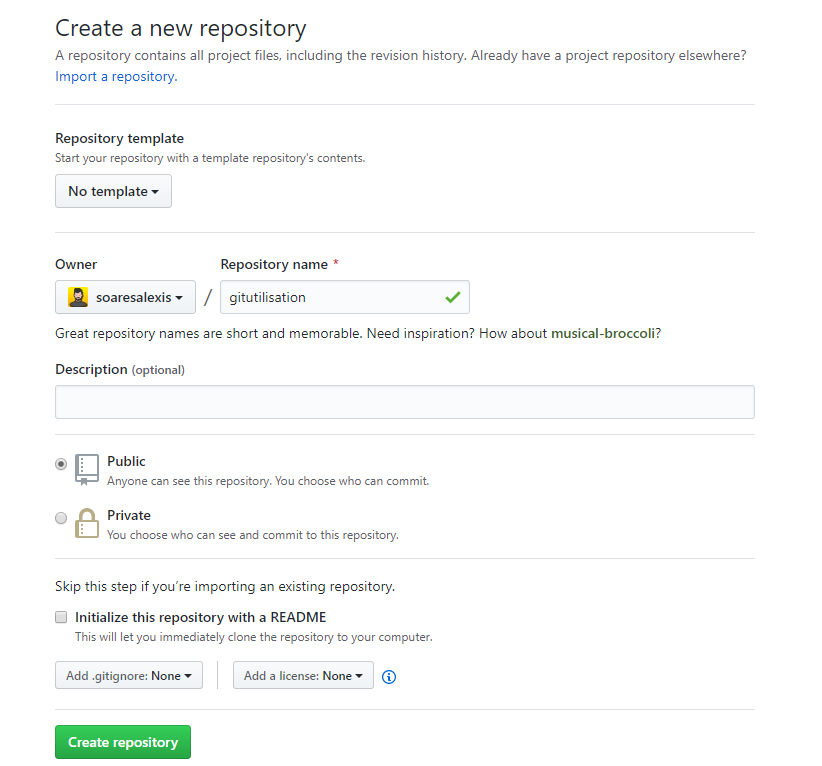 Create a new repository
A repository contains all project files, including the revision history. Already have a project repository elsewhere?
Import a repository.
Repository template
Start your repository with a template repository's contents.
No template
Owner Repository name *
soaresalexis / gitutilisation
Great repository names are short and memorable. Need inspiration? How about musical-broccoli?
Description (optional)
Public
Anyone can see this repository. You choose who can commit.
Private
You choose who can see and commit to this repository.
Skip this step if you’re importing an existing repository.
Initialize this repository with a README
This will let you immediately clone the repository to your computer.
Add .gitignore: None Add a license: None
Create repository